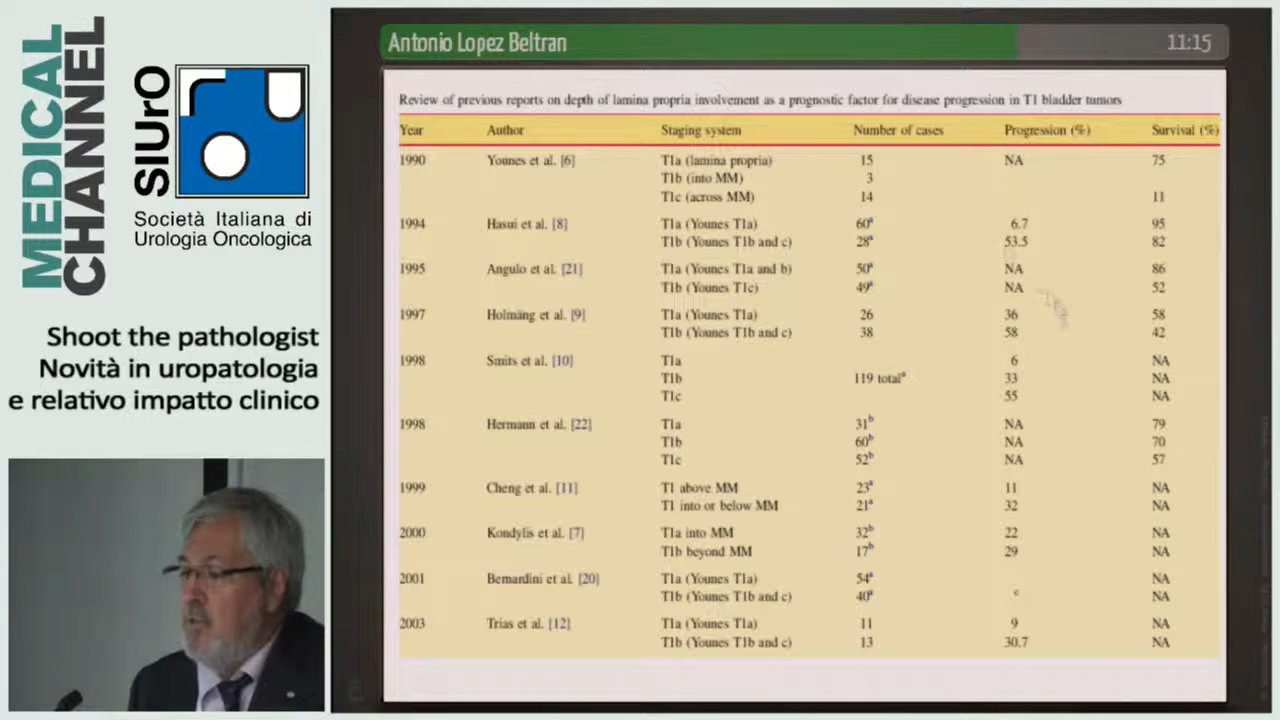 MEDICAL
CHANNEL
SIUrO
Società Italiana di
Urologia Oncologica
Shoot the pathologist
Novità in uropatologia
e relativo impatto clinico
Antonio Lopez Beltran 11:15
Review of previous reports on depth of lamina propria involvement as a prognostic factor for disease progression in T1 bladder tumors
Year Author Staging system Number of cases Progression (%) Survival (%)
1990 Younes et al. [6] T1a (lamina propria) 15 NA 75
T1b (into MM) 3
T1c (across MM) 14 11
1994 Hasui et al. [8] T1a (Younes T1a) 60ª 6.7 95
T1b (Younes T1b and c) 28ª 53.5 82
1995 Angulo et al. [21] T1a (Younes T1a and b) 50ª NA 86
T1b (Younes T1c) 49ª NA 52
1997 Holmäng et al. [9] T1a (Younes T1a) 26 36 58
T1b (Younes T1b and c) 38 58 42
1998 Smits et al. [10] T1a 6 NA
T1b 119 totalª 33 NA
T1c 55 NA
1998 Hermann et al. [22] T1a 31ᵇ NA 79
T1b 60ᵇ NA 70
T1c 52ᵇ NA 57
1999 Cheng et al. [11] T1 above MM 23ª 11 NA
T1 into or below MM 21ª 32 NA
2000 Kondylis et al. [7] T1a into MM 32ᵇ 22 NA
T1b beyond MM 17ᵇ 29 NA
2001 Bernardini et al. [20] T1a (Younes T1a) 54ª NA
T1b (Younes T1b and c) 40ª ᶜ NA
2003 Trias et al. [12] T1a (Younes T1a) 11 9 NA
T1b (Younes T1b and c) 13 30.7 NA